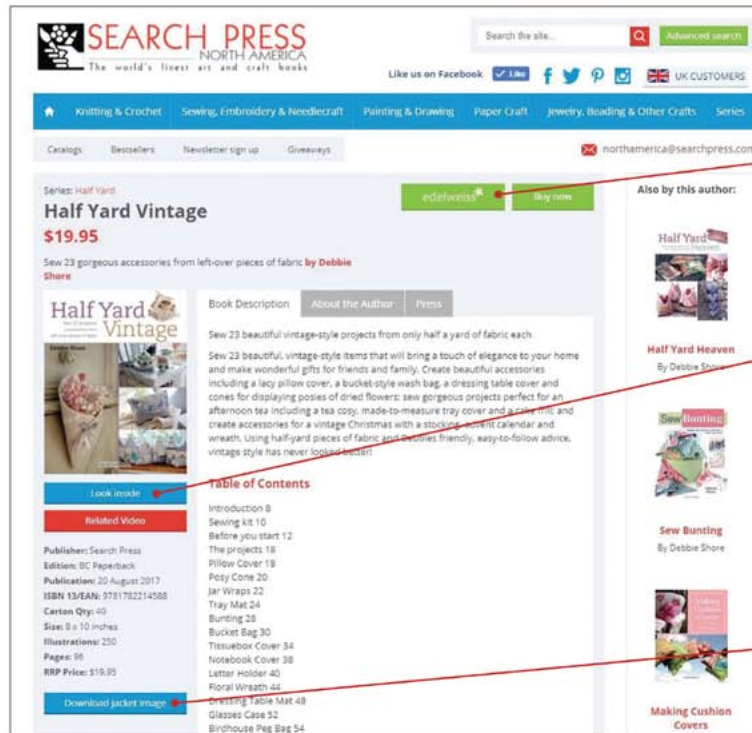 SEARCH PRESS
NORTH AMERICA
The world's finest art and craft books
Search the site...
Advanced search
Like us on Facebook
Like
UK CUSTOMERS
Knitting & Crochet
Sewing, Embroidery & Needlecraft
Painting & Drawing
Paper Craft
Jewelry, Beading & Other Crafts
Series
Catalogs
Bestsellers
Newsletter sign up
Giveaways
northamerica@searchpress.com
Series: Half Yard
Half Yard Vintage
$19.95
Sew 23 gorgeous accessories from left-over pieces of fabric by Debbie
Shore
edelweiss
Buy now
Half Yard
Vintage
Debbie Shore
Look inside
Related Video
Publisher: Search Press
Edition: BC Paperback
Publication: 20 August 2017
ISBN 13/EAN: 9781782214588
Carton Qty: 40
Size: 8 x 10 inches
Illustrations: 250
Pages: 96
RRP Price: $19.95
Download jacket image
Book Description
About the Author
Press
Sew 23 beautiful vintage-style projects from only half a yard of fabric each
Sew 23 beautiful, vintage-style items that will bring a touch of elegance to your home
and make wonderful gifts for friends and family. Create beautiful accessories
including a lacy pillow cover, a bucket-style wash bag, a dressing table cover and
cones for displaying posies of dried flowers; sew gorgeous projects perfect for an
afternoon tea including a tea cosy, made-to-measure tray cover and a cake frill; and
create accessories for a vintage Christmas with a stocking, advent calendar and
wreath. Using half-yard pieces of fabric and Debbies friendly, easy-to-follow advice,
vintage style has never looked better!
Table of Contents
Introduction 8
Sewing kit 10
Before you start 12
The projects 18
Pillow Cover 18
Posy Cone 20
Jar Wraps 22
Tray Mat 24
Bunting 28
Bucket Bag 30
Tissuebox Cover 34
Notebook Cover 38
Letter Holder 40
Floral Wreath 44
Dressing Table Mat 48
Glasses Case 52
Birdhouse Peg Bag 54
Also by this author:
Half Yard
Heaven
Half Yard Heaven
By Debbie Shore
Sew Bunting
Sew Bunting
By Debbie Shore
Making
Cushion
Making Cushion
Covers